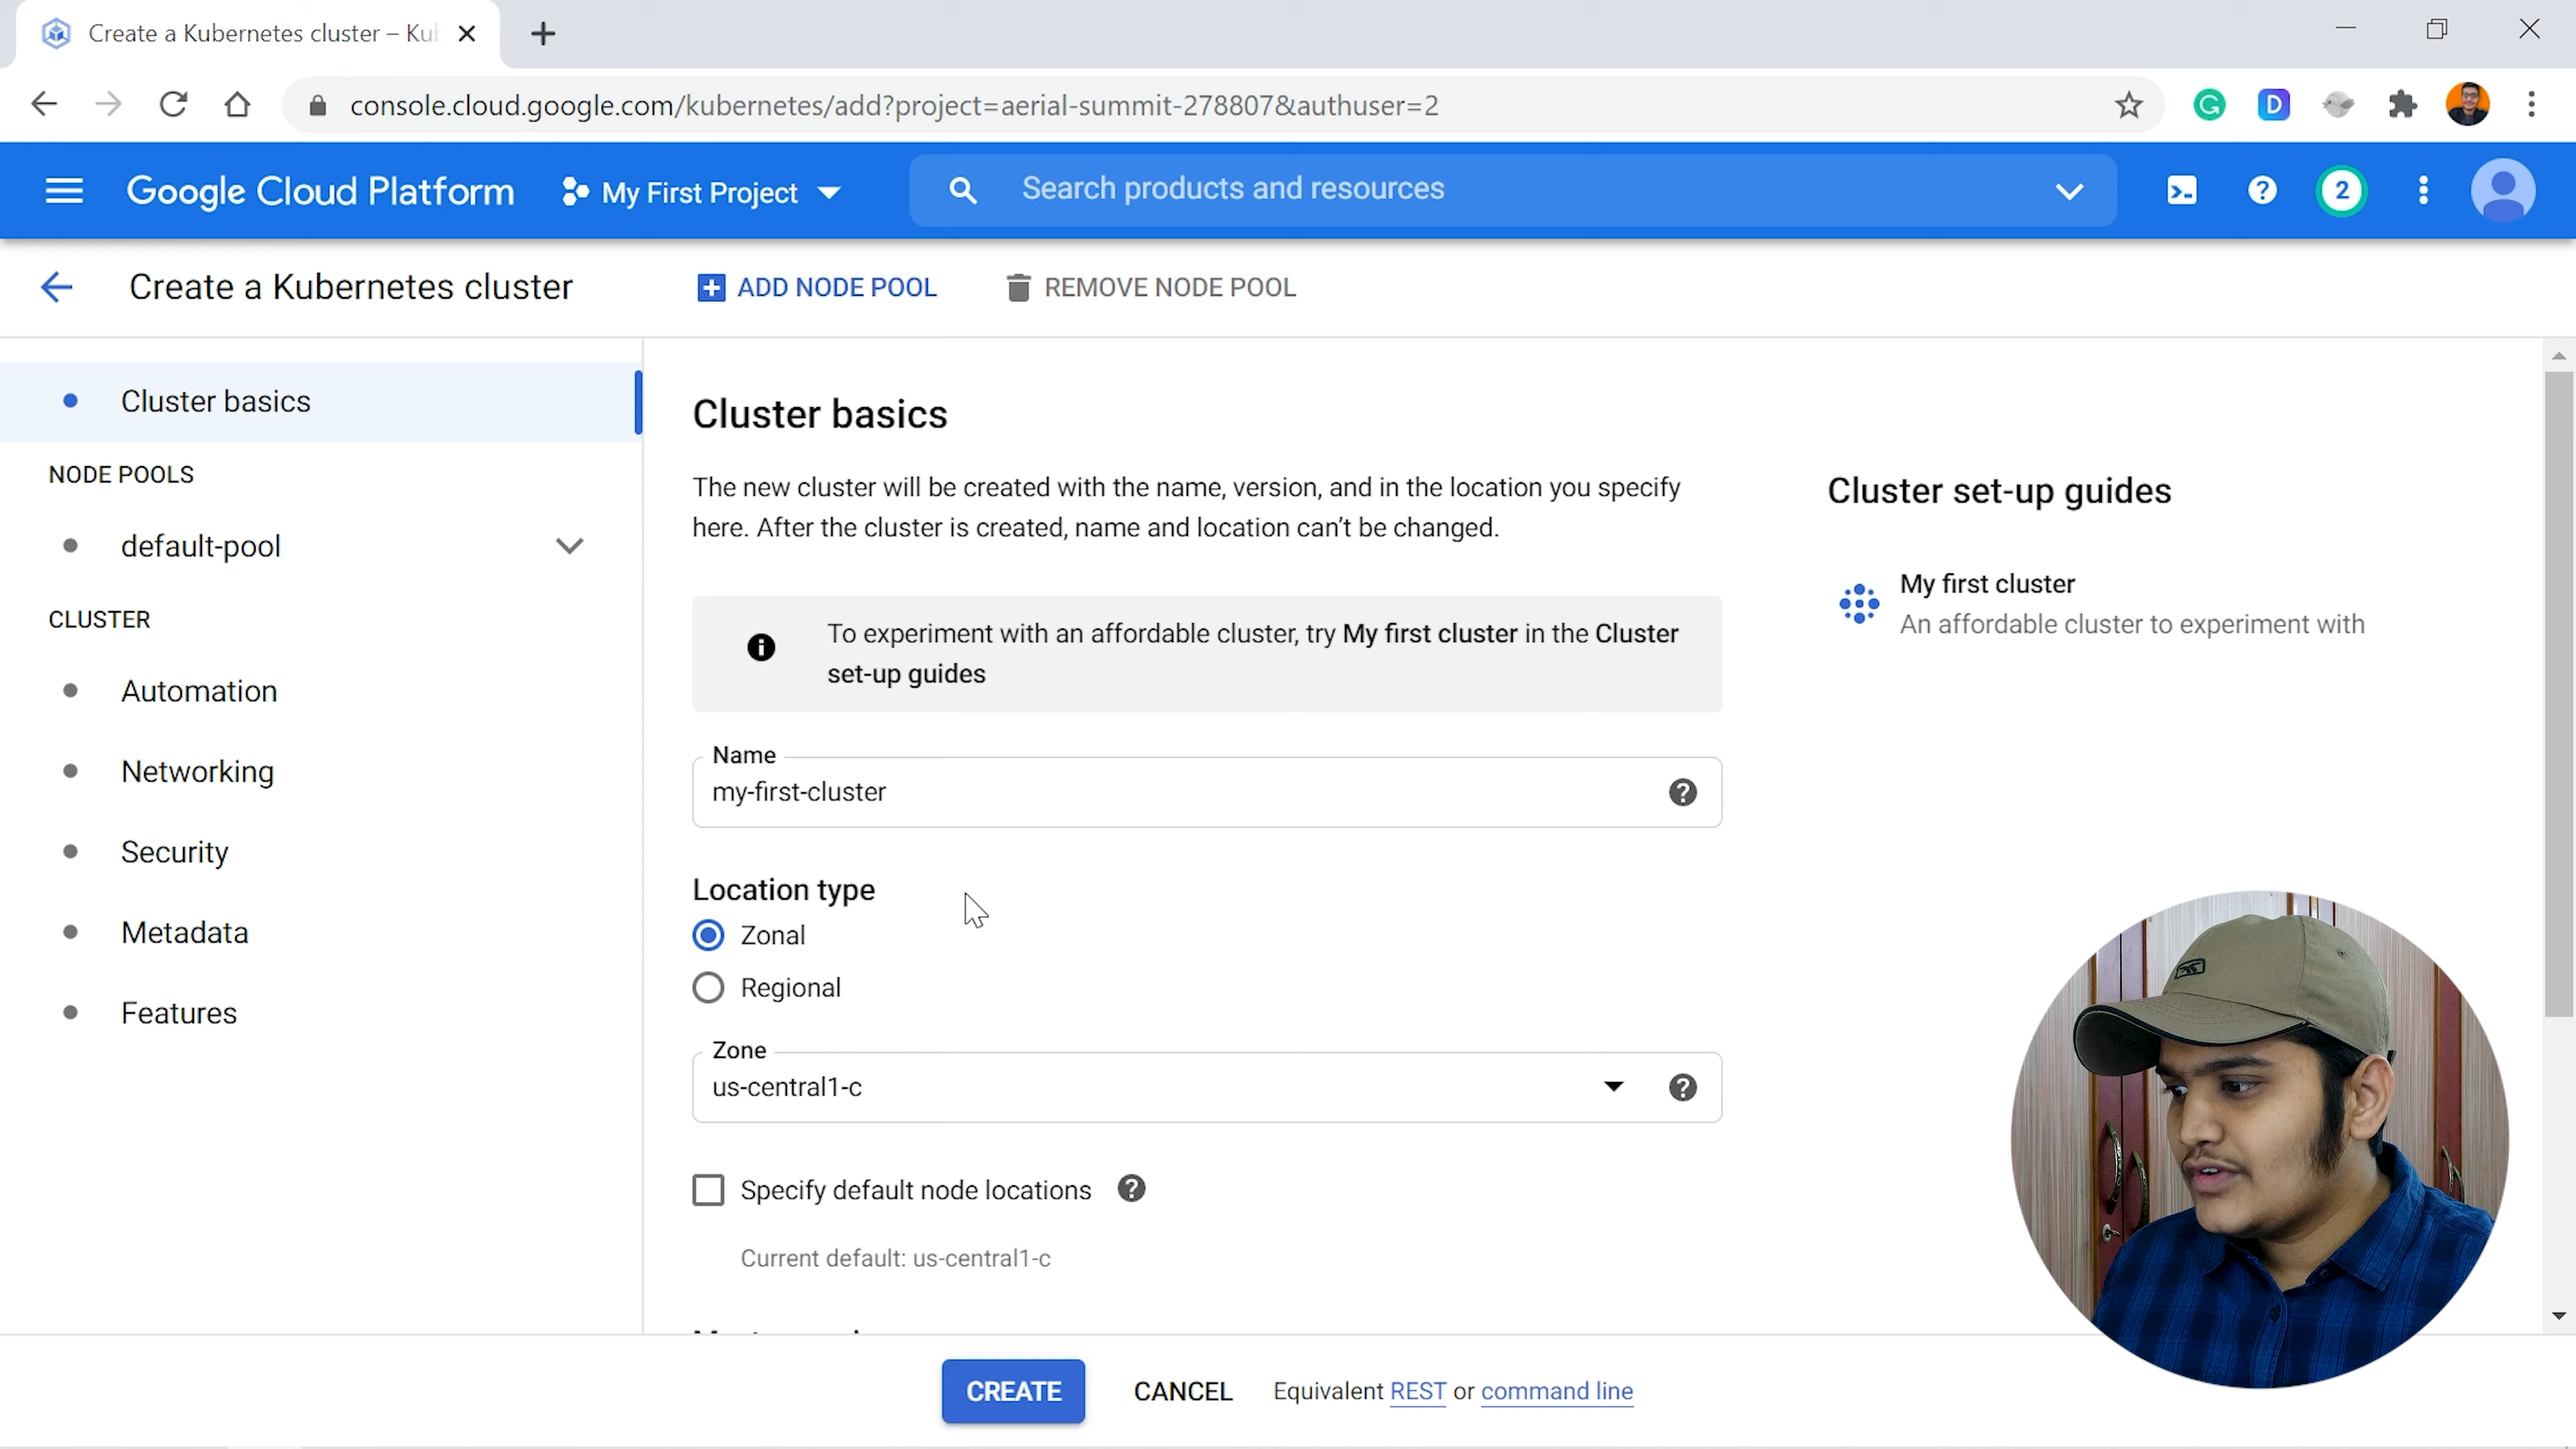 Create a Kubernetes cluster – Kub
console.cloud.google.com/kubernetes/add?project=aerial-summit-278807&authuser=2
D
Google Cloud Platform
My First Project
Search products and resources
2
Create a Kubernetes cluster
ADD NODE POOL
REMOVE NODE POOL
Cluster basics
NODE POOLS
default-pool
CLUSTER
Automation
Networking
Security
Metadata
Features
Cluster basics
The new cluster will be created with the name, version, and in the location you specify
here. After the cluster is created, name and location can't be changed.
To experiment with an affordable cluster, try My first cluster in the Cluster
set-up guides
Name
my-first-cluster
Location type
Zonal
Regional
Zone
us-central1-c
Specify default node locations
Current default: us-central1-c
Cluster set-up guides
My first cluster
An affordable cluster to experiment with
CREATE
CANCEL
Equivalent REST or command line